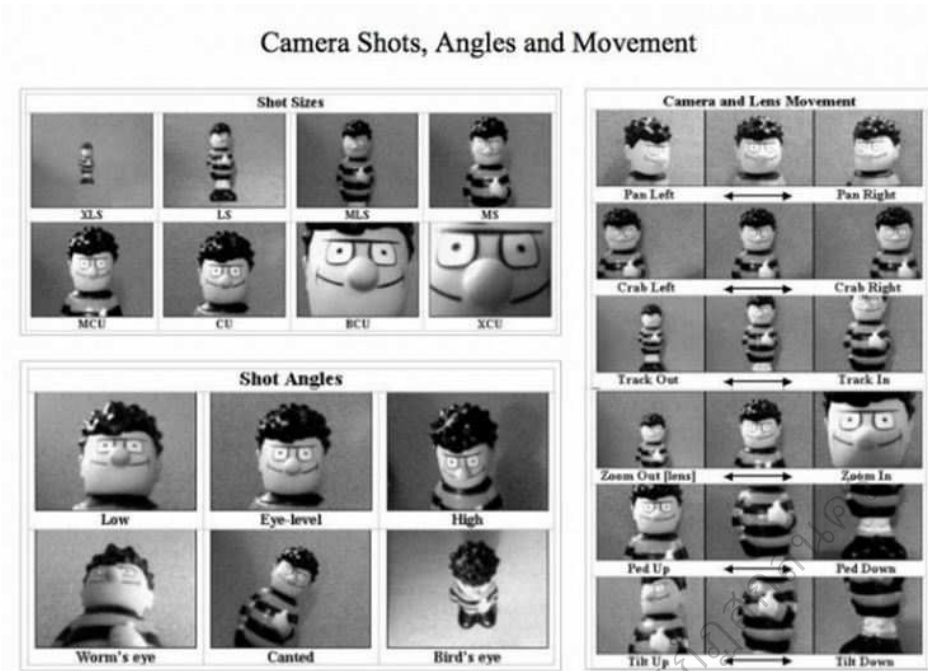 Camera Shots, Angles and Movement
Shot Sizes
XLS LS MLS MS
MCU CU BCU XCU
Shot Angles
Low Eye-level High
Worm's eye Canted Bird's eye
Camera and Lens Movement
Pan Left Pan Right
Crab Left Crab Right
Track Out Track In
Zoom Out [lens] Zoom In
Ped Up Ped Down
Tilt Up Tilt Down